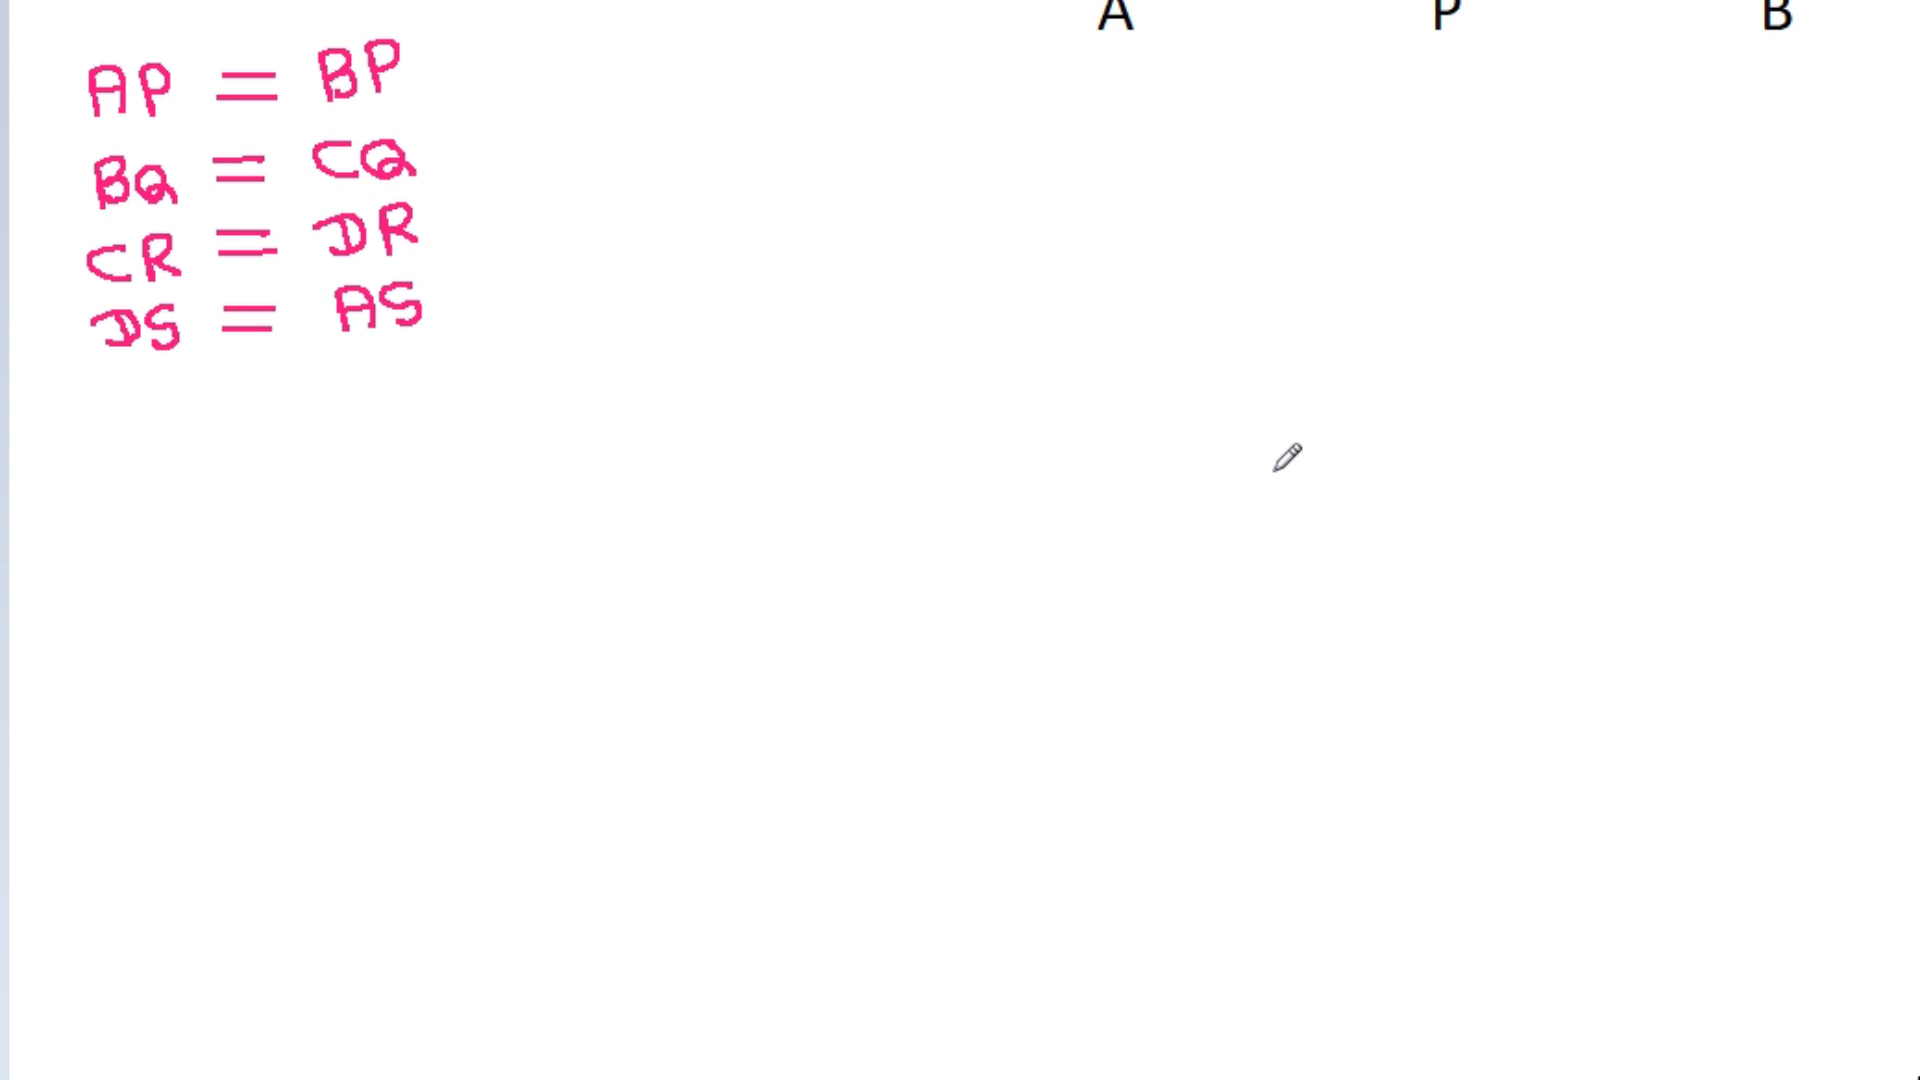 A P B
AP = BP
BQ = CQ
CR = DR
DS = AS